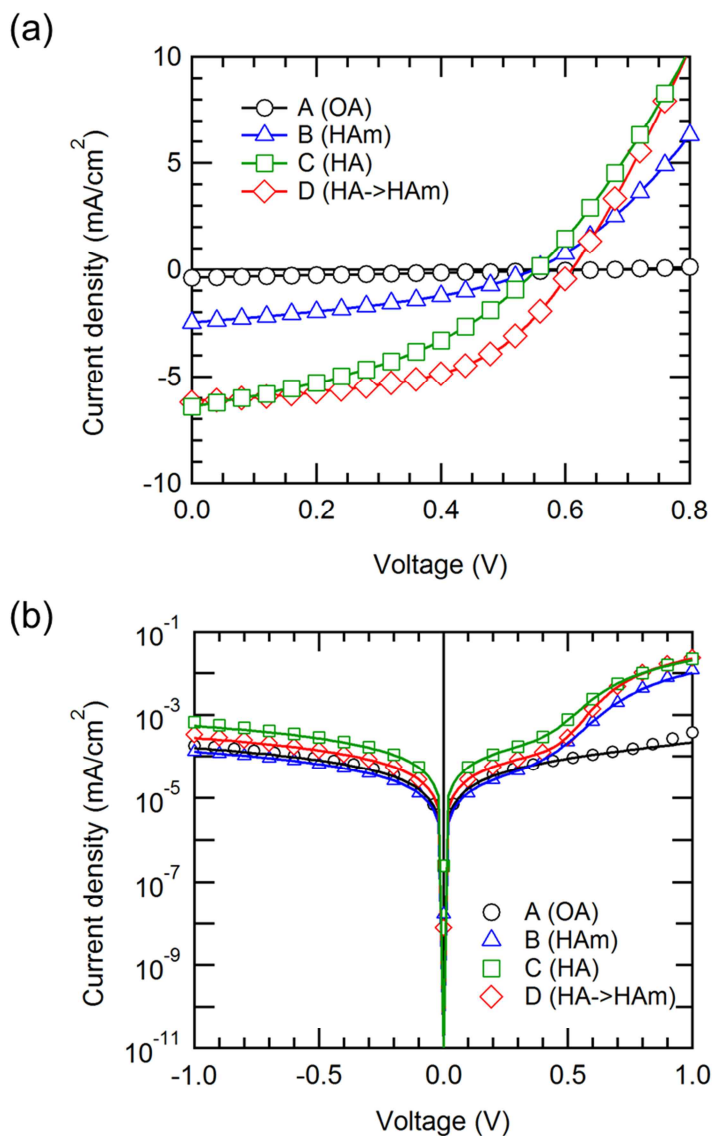 (a)
10
5
0
-5
-10
Current density (mA/cm²)
A (OA)
B (HAm)
C (HA)
D (HA->HAm)
0.0 0.2 0.4 0.6 0.8
Voltage (V)
(b)
10⁻¹
10⁻³
10⁻⁵
10⁻⁷
10⁻⁹
10⁻¹¹
Current density (mA/cm²)
A (OA)
B (HAm)
C (HA)
D (HA->HAm)
-1.0 -0.5 0.0 0.5 1.0
Voltage (V)